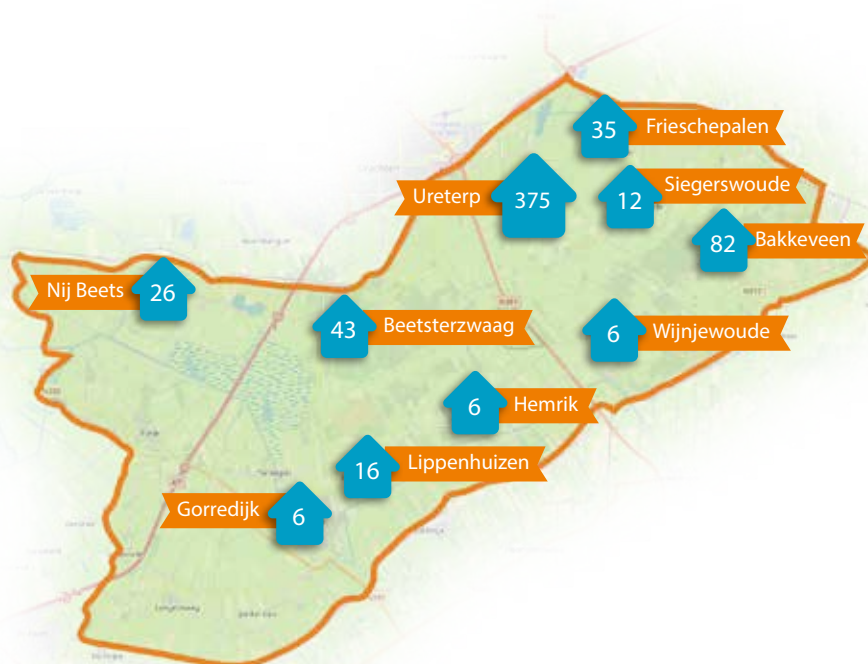 35 Frieschepalen
Ureterp 375
12 Siegerswoude
82 Bakkeveen
Nij Beets 26
43 Beetsterzwaag
6 Wijnjewoude
6 Hemrik
16 Lippenhuizen
Gorredijk 6